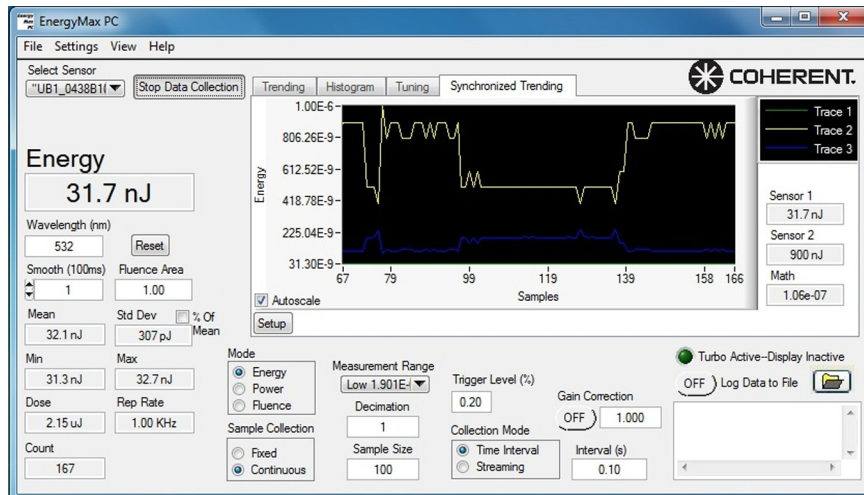 EnergyMax PC
File Settings View Help
Select Sensor
"UB1_0438B1(
Stop Data Collection
Trending
Histogram
Tuning
Synchronized Trending
COHERENT.
Energy
31.7 nJ
Wavelength (nm)
532
Reset
Smooth (100ms)
Fluence Area
1
1.00
Mean
Std Dev
% Of Mean
32.1 nJ
307 pJ
Min
Max
31.3 nJ
32.7 nJ
Dose
Rep Rate
2.15 uJ
1.00 KHz
Count
167
Energy
1.00E-6
806.26E-9
612.52E-9
418.78E-9
225.04E-9
31.30E-9
67 79 99 119 139 158 166
Samples
Autoscale
Setup
Trace 1
Trace 2
Trace 3
Sensor 1
31.7 nJ
Sensor 2
900 nJ
Math
1.06e-07
Mode
Energy
Power
Fluence
Sample Collection
Fixed
Continuous
Measurement Range
Low 1.901E-
Decimation
1
Sample Size
100
Trigger Level (%)
0.20
Collection Mode
Time Interval
Streaming
Gain Correction
OFF
1.000
Interval (s)
0.10
Turbo Active--Display Inactive
OFF
Log Data to File